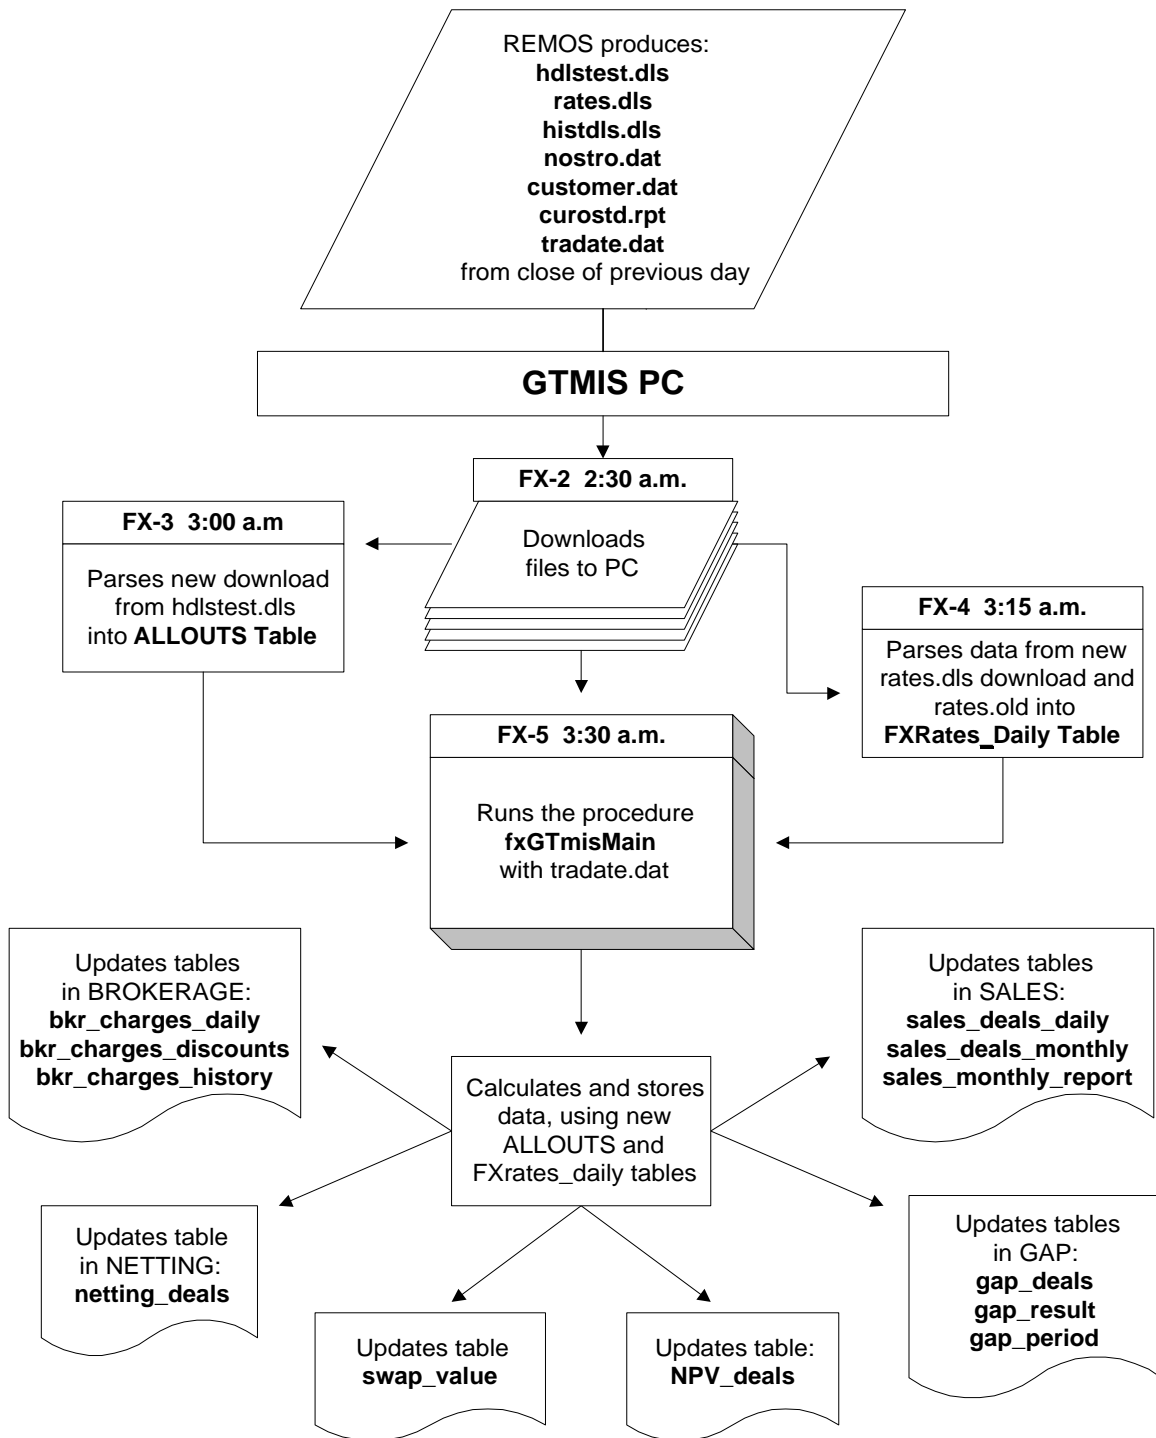 REMOS produces:
hdlstest.dls
rates.dls
histdls.dls
nostro.dat
customer.dat
curostd.rpt
tradate.dat
from close of previous day
GTMIS PC
FX-2 2:30 a.m.
Downloads
files to PC
FX-3 3:00 a.m
Parses new download
from hdlstest.dls
into ALLOUTS Table
FX-4 3:15 a.m.
Parses data from new
rates.dls download and
rates.old into
FXRates_Daily Table
FX-5 3:30 a.m.
Runs the procedure
fxGTmisMain
with tradate.dat
Updates tables
in BROKERAGE:
bkr_charges_daily
bkr_charges_discounts
bkr_charges_history
Updates tables
in SALES:
sales_deals_daily
sales_deals_monthly
sales_monthly_report
Calculates and stores
data, using new
ALLOUTS and
FXrates_daily tables
Updates table
in NETTING:
netting_deals
Updates tables
in GAP:
gap_deals
gap_result
gap_period
Updates table
swap_value
Updates table:
NPV_deals